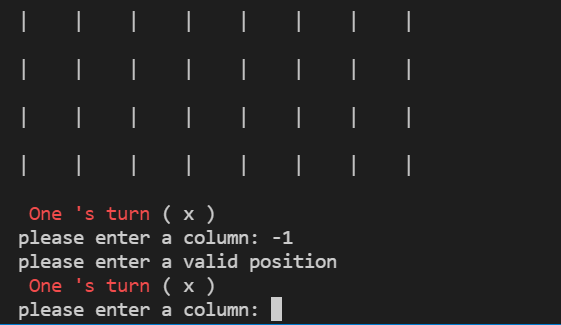 |    |    |    |    |    |    |    |
|    |    |    |    |    |    |    |
|    |    |    |    |    |    |    |
|    |    |    |    |    |    |    |
One 's turn ( x )
please enter a column: -1
please enter a valid position
One 's turn ( x )
please enter a column: